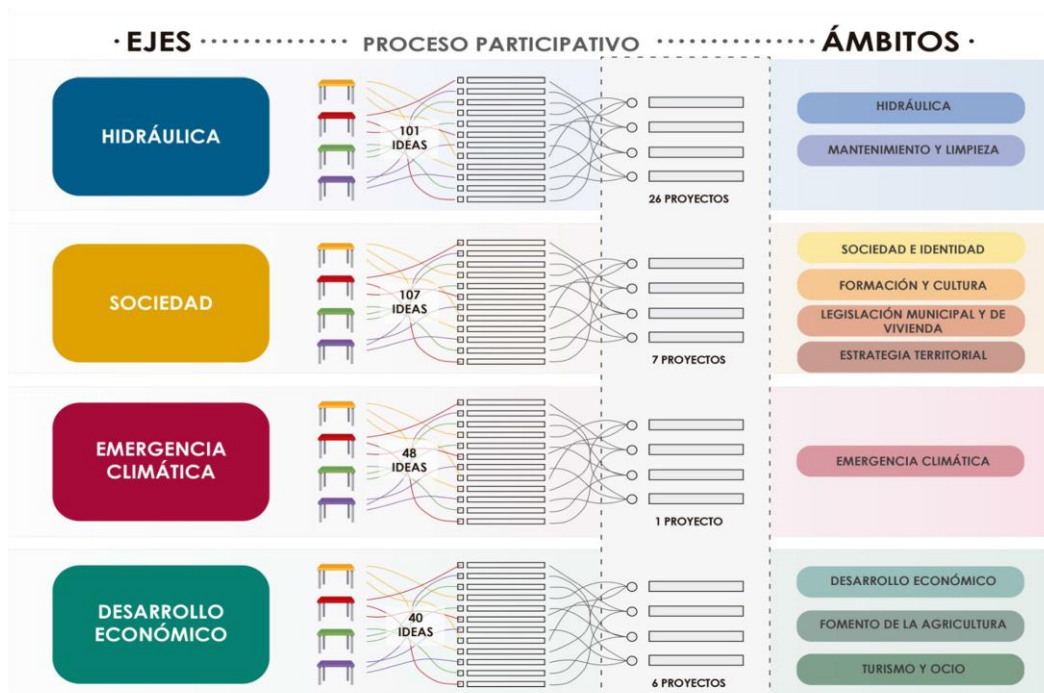 · EJES
PROCESO PARTICIPATIVO
ÁMBITOS ·
HIDRÁULICA
101
IDEAS
26 PROYECTOS
HIDRÁULICA
MANTENIMIENTO Y LIMPIEZA
SOCIEDAD
107
IDEAS
7 PROYECTOS
SOCIEDAD E IDENTIDAD
FORMACIÓN Y CULTURA
LEGISLACIÓN MUNICIPAL Y DE
VIVIENDA
ESTRATEGIA TERRITORIAL
EMERGENCIA
CLIMÁTICA
48
IDEAS
1 PROYECTO
EMERGENCIA CLIMÁTICA
DESARROLLO
ECONÓMICO
40
IDEAS
6 PROYECTOS
DESARROLLO ECONÓMICO
FOMENTO DE LA AGRICULTURA
TURISMO Y OCIO